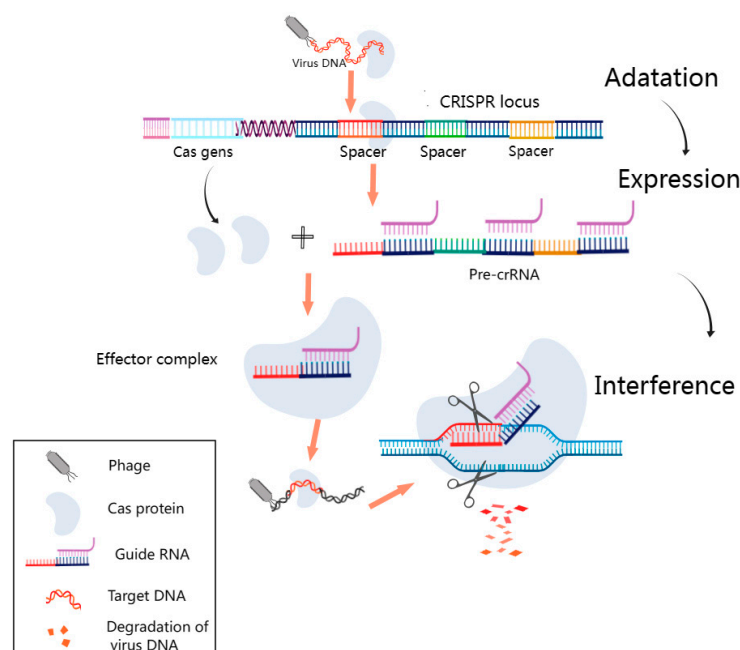 Virus DNA
Adatation
CRISPR locus
Cas gens
Spacer
Spacer
Spacer
Expression
Pre-crRNA
Effector complex
Interference
Phage
Cas protein
Guide RNA
Target DNA
Degradation of
virus DNA